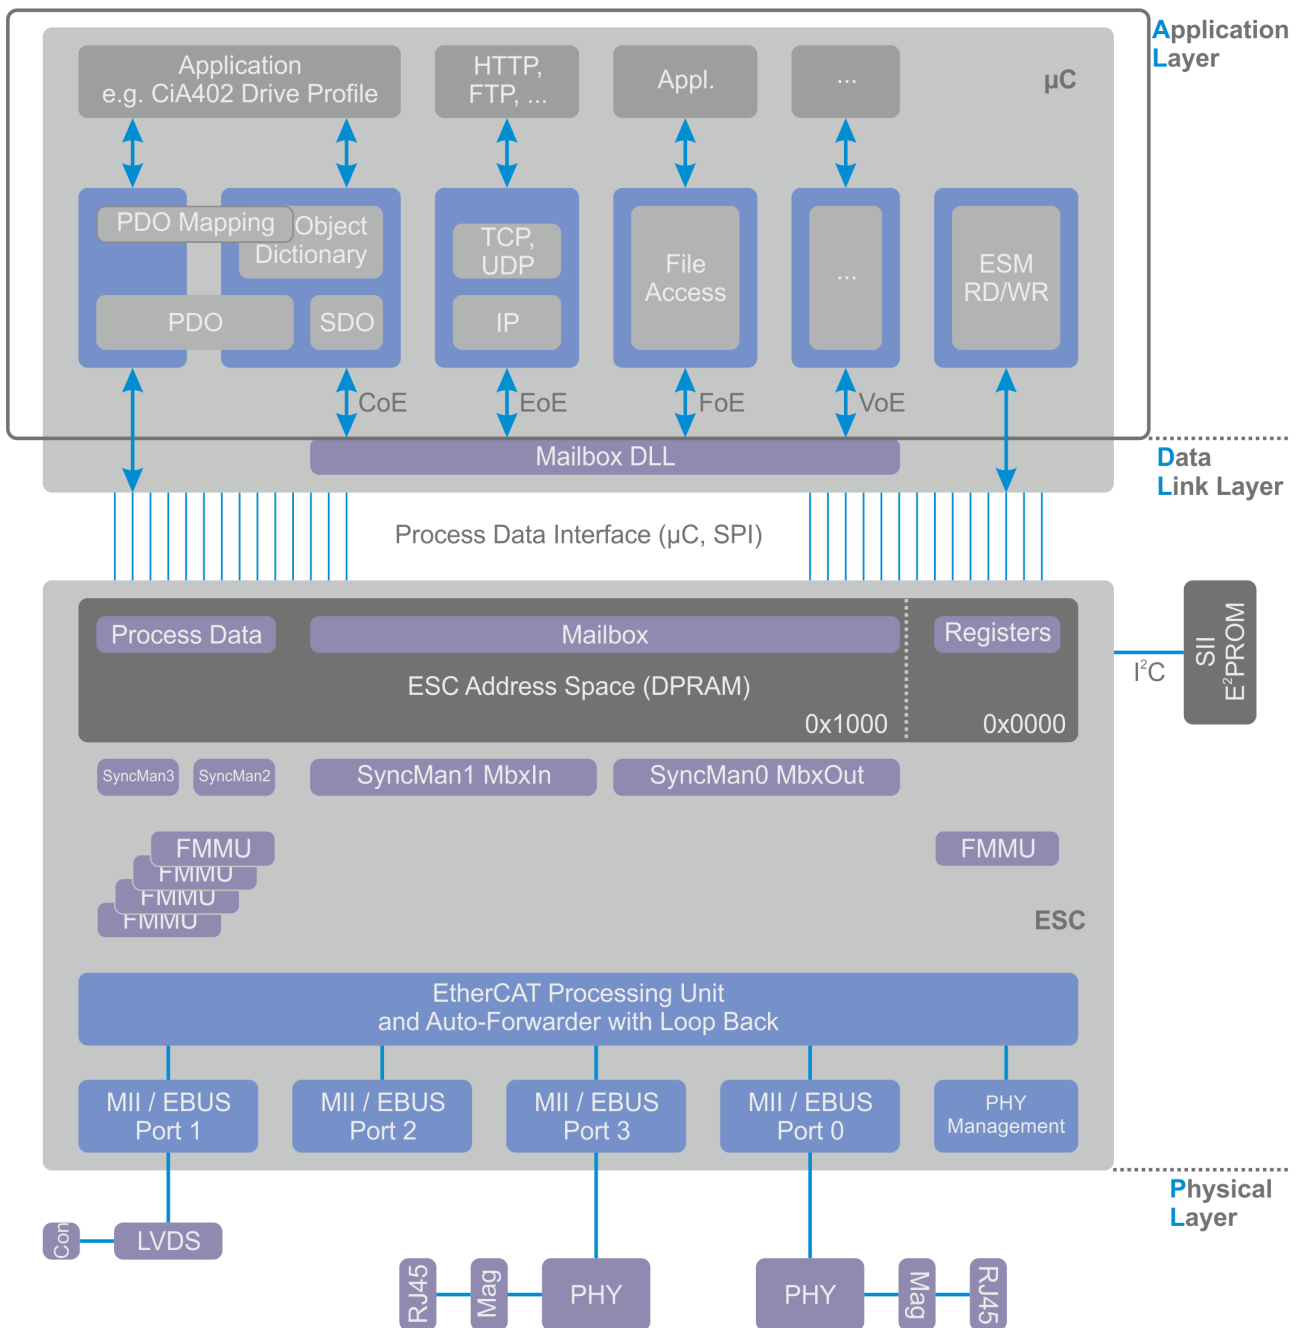 Application
Layer
µC
Application
e.g. CiA402 Drive Profile
HTTP,
FTP, ...
Appl.
...
PDO Mapping
Object
Dictionary
PDO
SDO
TCP,
UDP
IP
File
Access
...
ESM
RD/WR
CoE
EoE
FoE
VoE
Mailbox DLL
Data
Link Layer
Process Data Interface (µC, SPI)
Process Data
Mailbox
Registers
ESC Address Space (DPRAM)
0x1000
0x0000
I²C
SII
E²PROM
SyncMan3
SyncMan2
SyncMan1 MbxIn
SyncMan0 MbxOut
FMMU
FMMU
FMMU
FMMU
FMMU
ESC
EtherCAT Processing Unit
and Auto-Forwarder with Loop Back
MII / EBUS
Port 1
MII / EBUS
Port 2
MII / EBUS
Port 3
MII / EBUS
Port 0
PHY
Management
Physical
Layer
Con
LVDS
RJ45
Mag
PHY
PHY
Mag
RJ45